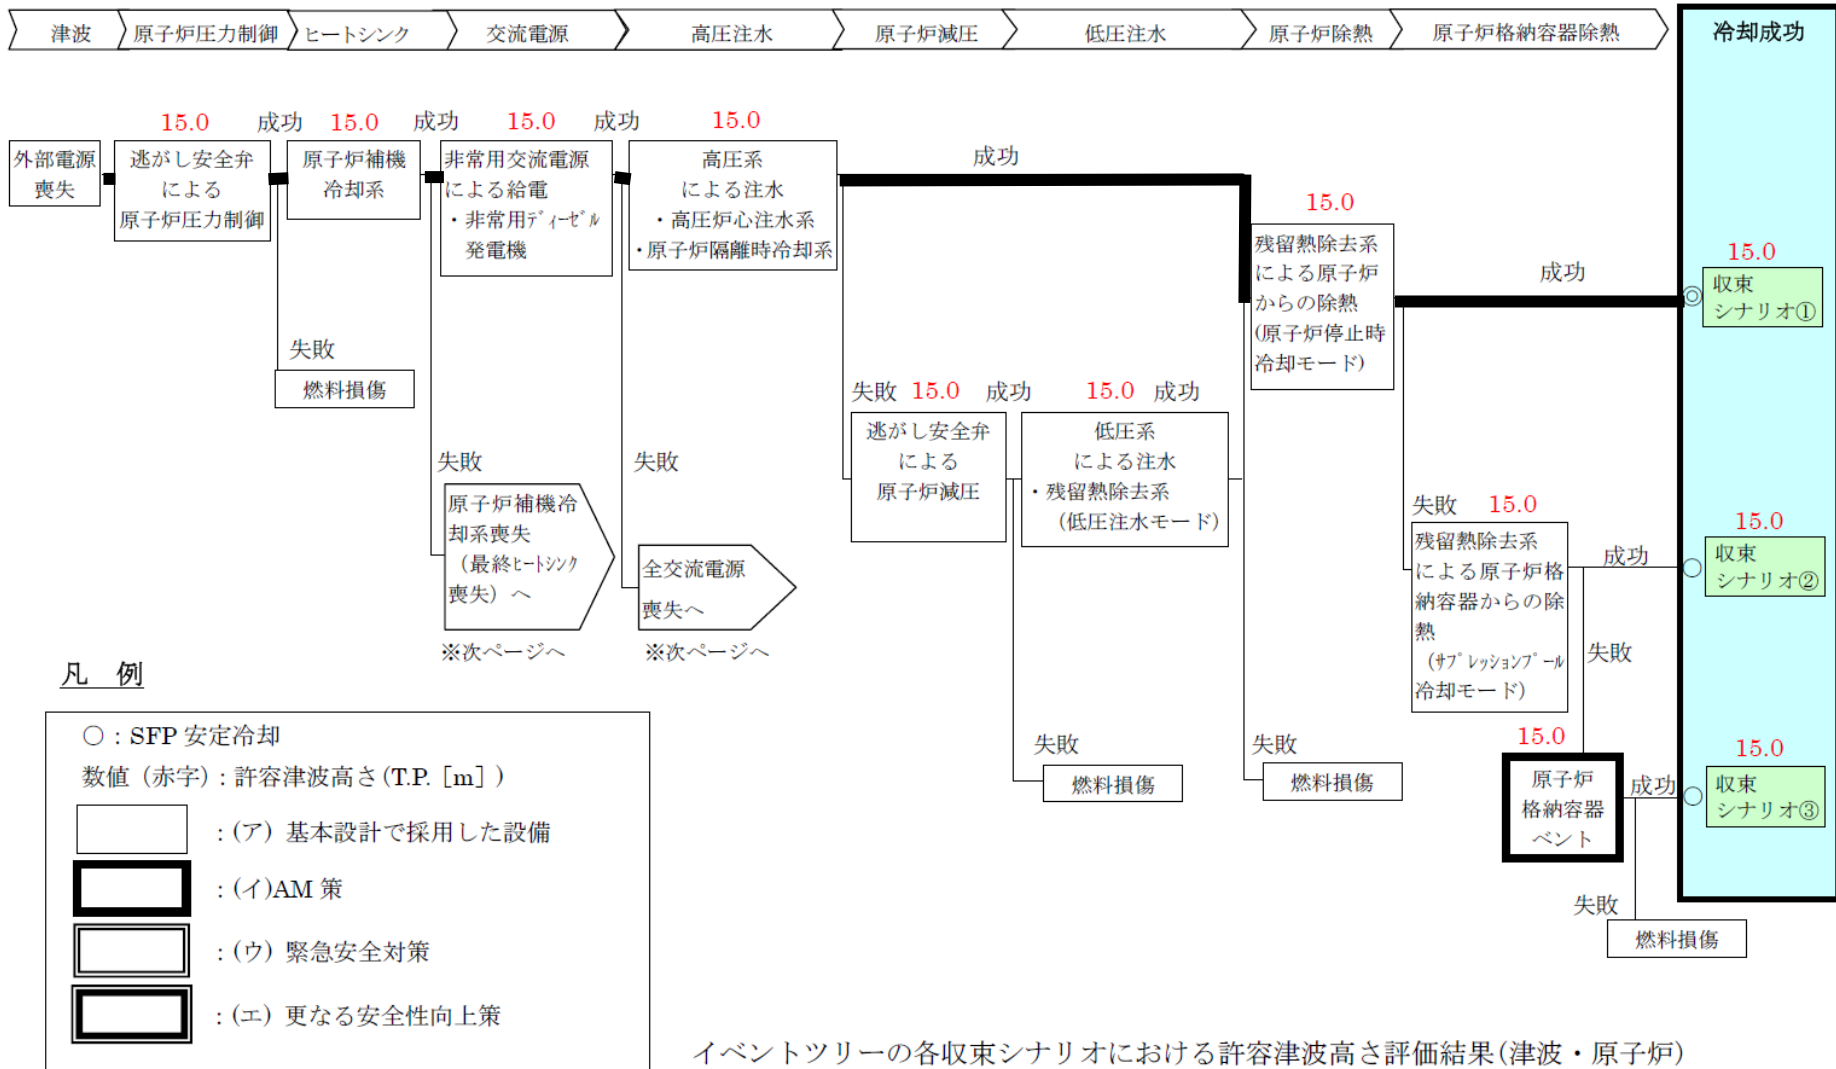 津波
原子炉圧力制御
ヒートシンク
交流電源
高圧注水
原子炉減圧
低圧注水
原子炉除熱
原子炉格納容器除熱
冷却成功
外部電源
喪失
15.0
逃がし安全弁
による
原子炉圧力制御
成功
失敗
燃料損傷
15.0
原子炉補機
冷却系
成功
失敗
原子炉補機冷
却系喪失
（最終ヒートシンク
喪失）へ
※次ページへ
15.0
非常用交流電源
による給電
・非常用ディーゼル
発電機
成功
失敗
全交流電源
喪失へ
※次ページへ
15.0
高圧系
による注水
・高圧炉心注水系
・原子炉隔離時冷却系
成功
失敗
15.0
逃がし安全弁
による
原子炉減圧
成功
失敗
燃料損傷
15.0
低圧系
による注水
・残留熱除去系
（低圧注水モード）
成功
15.0
残留熱除去系
による原子炉
からの除熱
(原子炉停止時
冷却モード)
成功
失敗
燃料損傷
失敗
15.0
残留熱除去系
による原子炉格
納容器からの除
熱
（サプレッションプール
冷却モード）
成功
失敗
15.0
原子炉
格納容器
ベント
成功
失敗
燃料損傷
◎
15.0
収束
シナリオ①
○
15.0
収束
シナリオ②
○
15.0
収束
シナリオ③
凡　例
○：SFP 安定冷却
数値（赤字）：許容津波高さ(T.P.［m］)
：(ア) 基本設計で採用した設備
：(イ)AM 策
：(ウ) 緊急安全対策
：(エ) 更なる安全性向上策
イベントツリーの各収束シナリオにおける許容津波高さ評価結果(津波・原子炉)